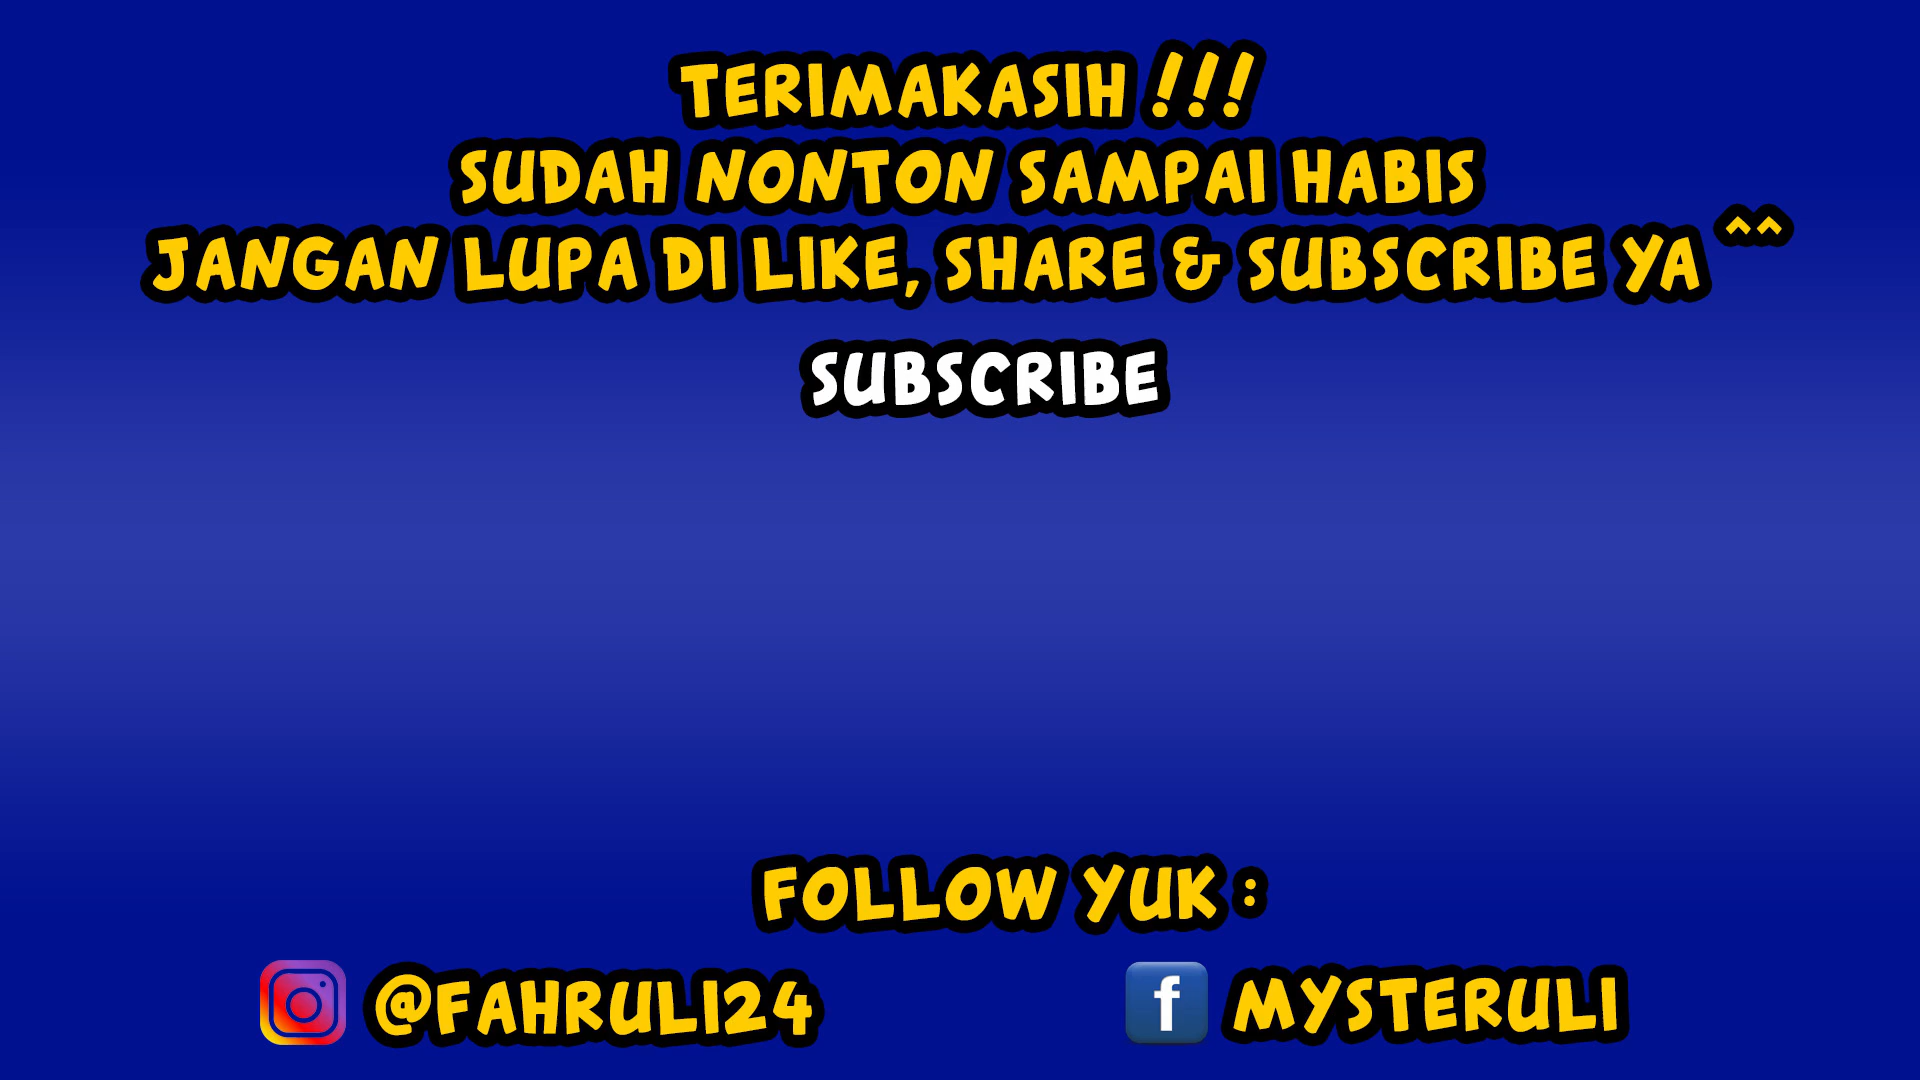 TERIMAKASIH !!!
SUDAH NONTON SAMPAI HABIS
JANGAN LUPA DI LIKE, SHARE & SUBSCRIBE YA ^^
SUBSCRIBE
FOLLOW YUK :
@FAHRULI24
f MYSTERULI